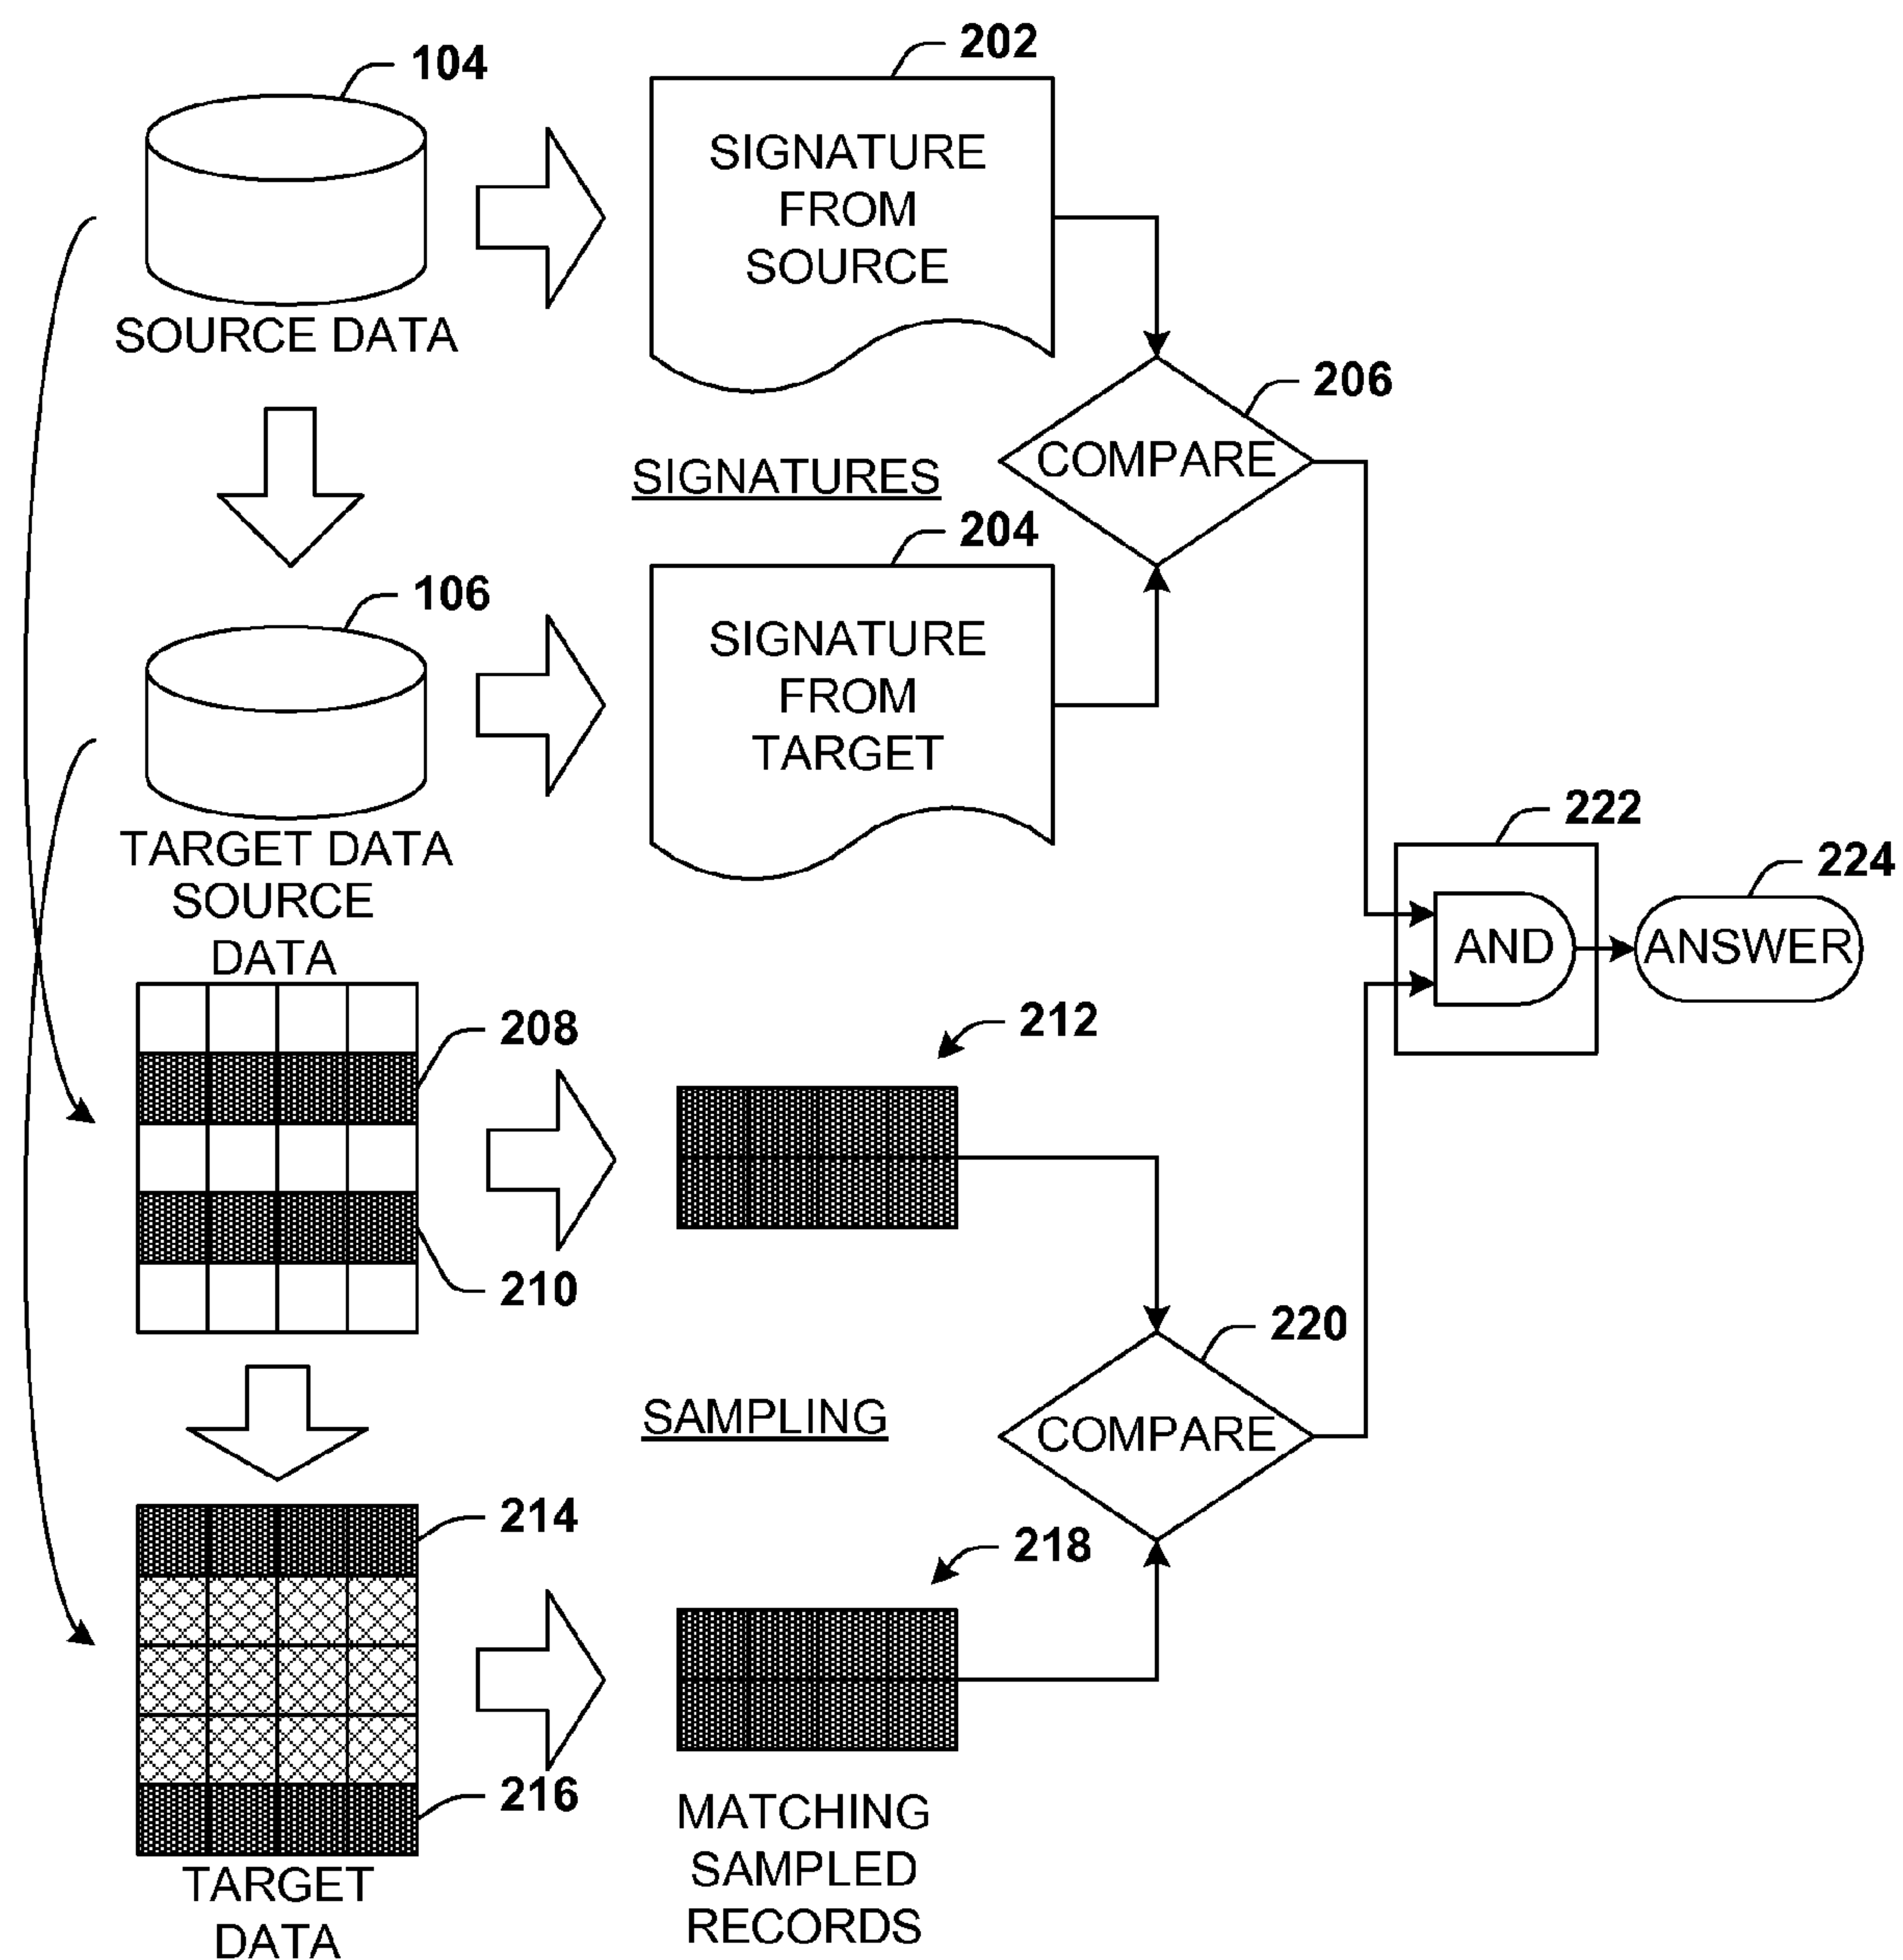 104
202
SIGNATURE
FROM
SOURCE
SOURCE DATA
206
COMPARE
SIGNATURES
204
106
SIGNATURE
FROM
TARGET
TARGET DATA
222
224
AND
ANSWER
SOURCE
DATA
208
212
210
220
SAMPLING
COMPARE
214
218
216
MATCHING
SAMPLED
RECORDS
TARGET
DATA